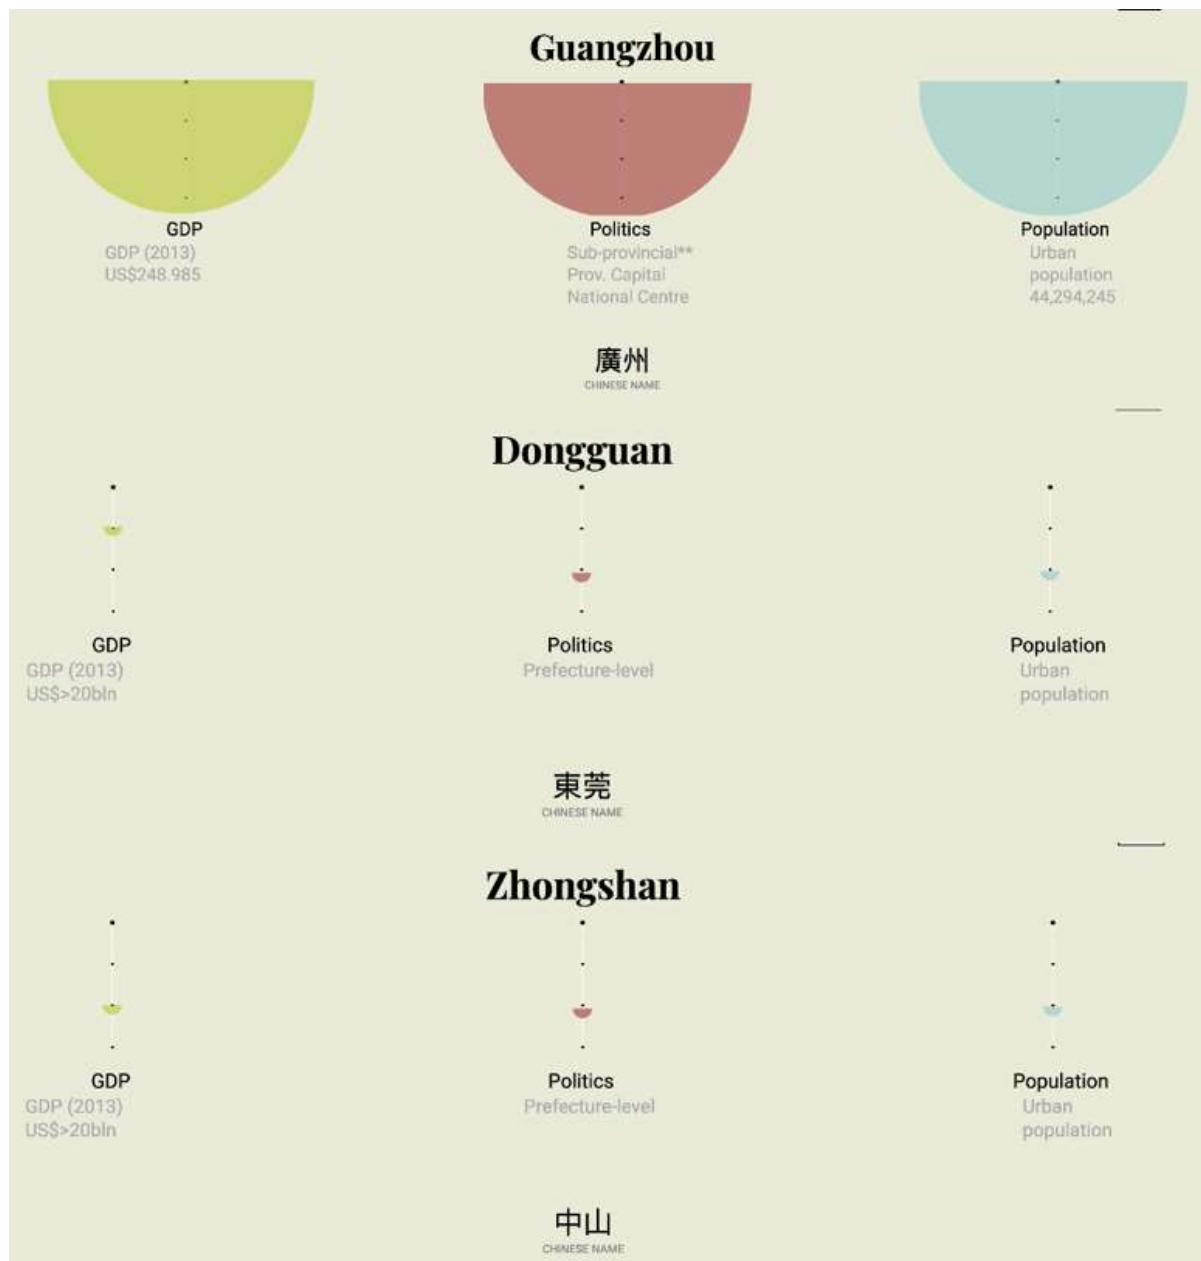 Guangzhou
GDP
GDP (2013)
US$248.985
Politics
Sub-provincial**
Prov. Capital
National Centre
Population
Urban
population
44,294,245
廣州
CHINESE NAME
Dongguan
GDP
GDP (2013)
US$>20bln
Politics
Prefecture-level
Population
Urban
population
東莞
CHINESE NAME
Zhongshan
GDP
GDP (2013)
US$>20bln
Politics
Prefecture-level
Population
Urban
population
中山
CHINESE NAME